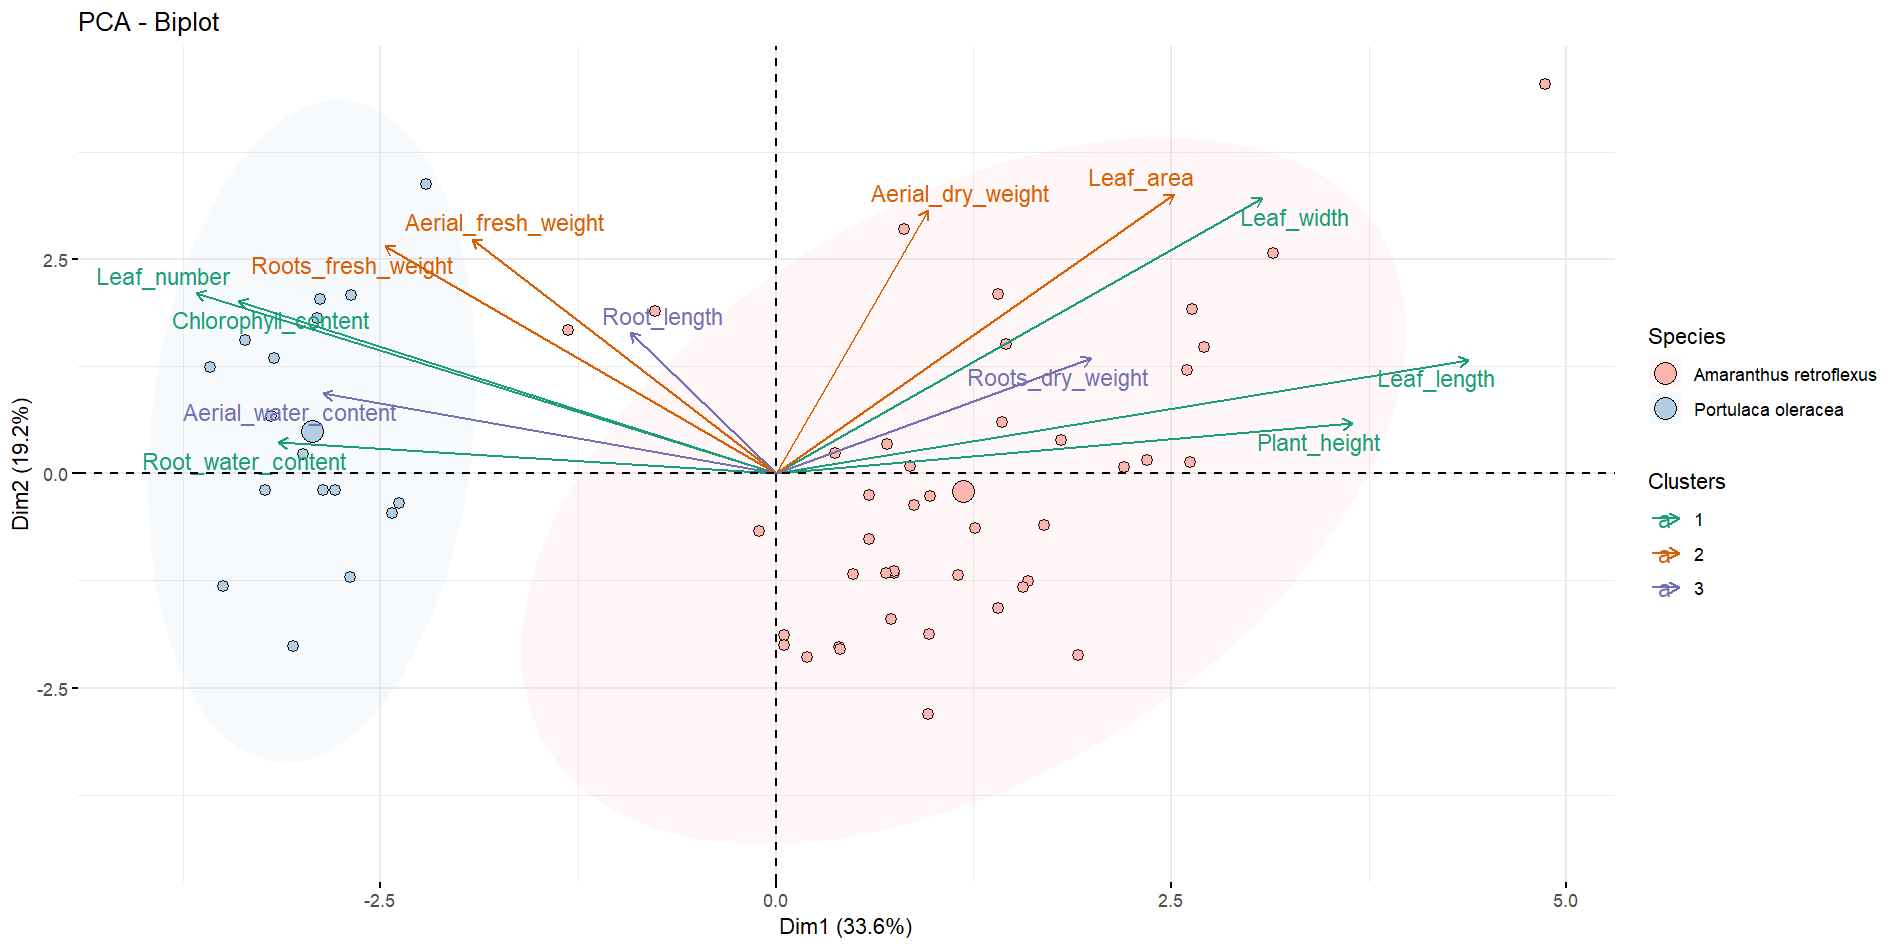 PCA - Biplot
Leaf_area
Aerial_dry_weight
Leaf_width
Aerial_fresh_weight
Roots_fresh_weight
Leaf_number
Chlorophyll_content
Root_length
Roots_dry_weight
Leaf_length
Aerial_water_content
Plant_height
Root_water_content
2.5
0.0
-2.5
Dim2 (19.2%)
-2.5
0.0
2.5
5.0
Dim1 (33.6%)
Species
Amaranthus retroflexus
Portulaca oleracea
Clusters
a 1
a 2
a 3